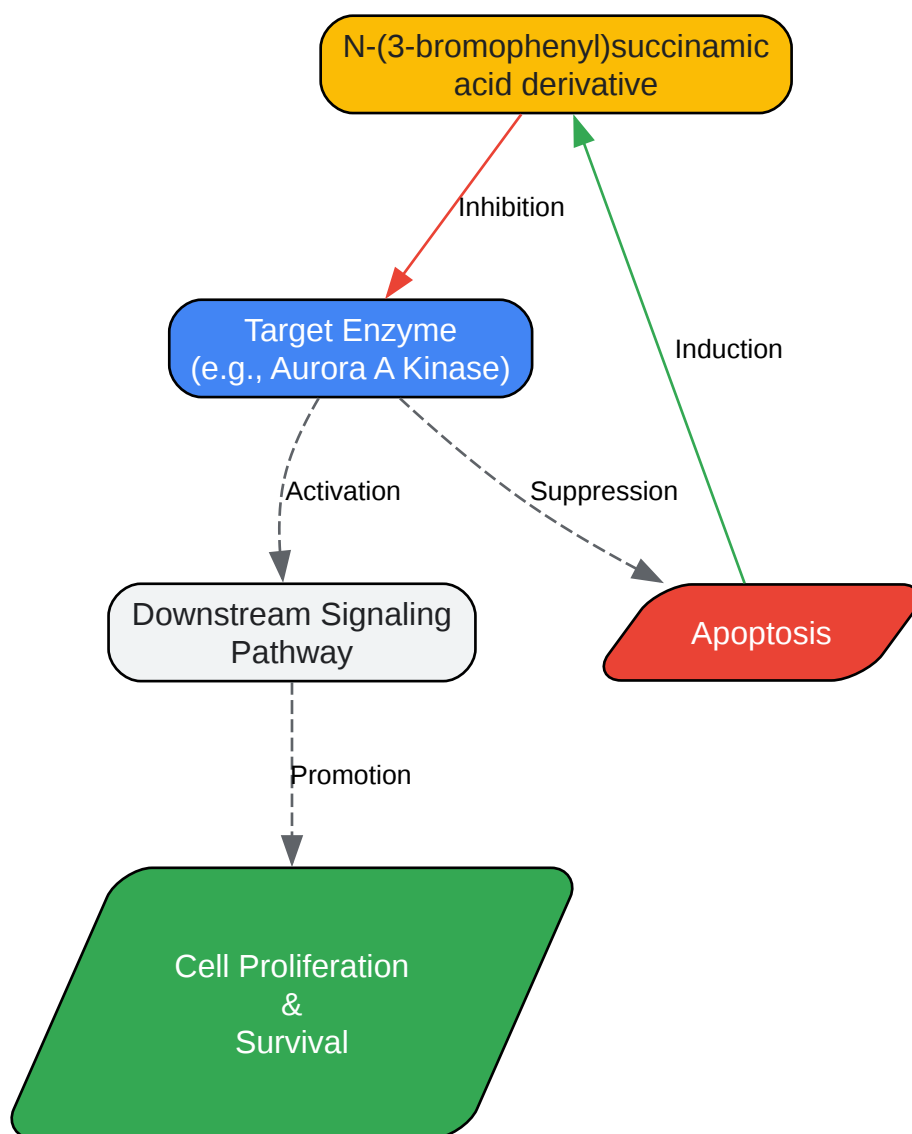 N-(3-bromophenyl)succinamic
acid derivative
Inhibition
Target Enzyme
(e.g., Aurora A Kinase)
Induction
Activation
Suppression
Downstream Signaling
Pathway
Apoptosis
Promotion
Cell Proliferation
&
Survival